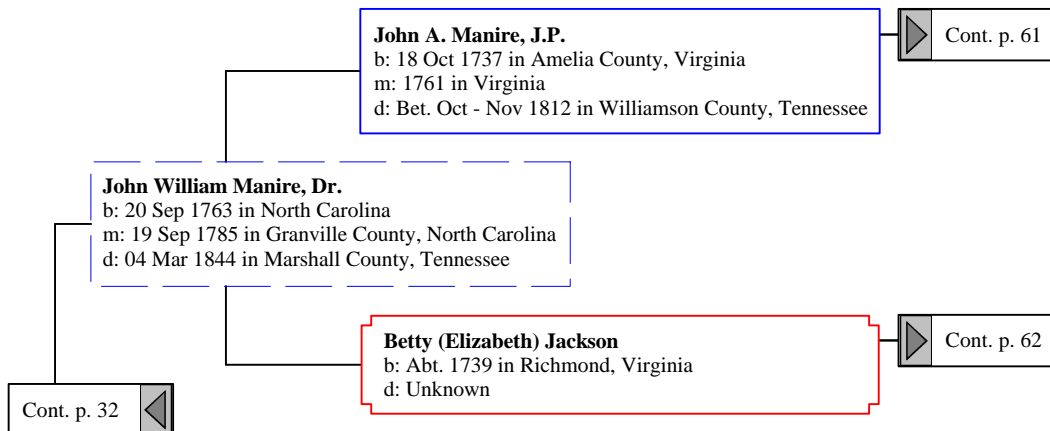 John A. Manire, J.P.
b: 18 Oct 1737 in Amelia County, Virginia
m: 1761 in Virginia
d: Bet. Oct - Nov 1812 in Williamson County, Tennessee
Cont. p. 61
John William Manire, Dr.
b: 20 Sep 1763 in North Carolina
m: 19 Sep 1785 in Granville County, North Carolina
d: 04 Mar 1844 in Marshall County, Tennessee
Betty (Elizabeth) Jackson
b: Abt. 1739 in Richmond, Virginia
d: Unknown
Cont. p. 62
Cont. p. 32